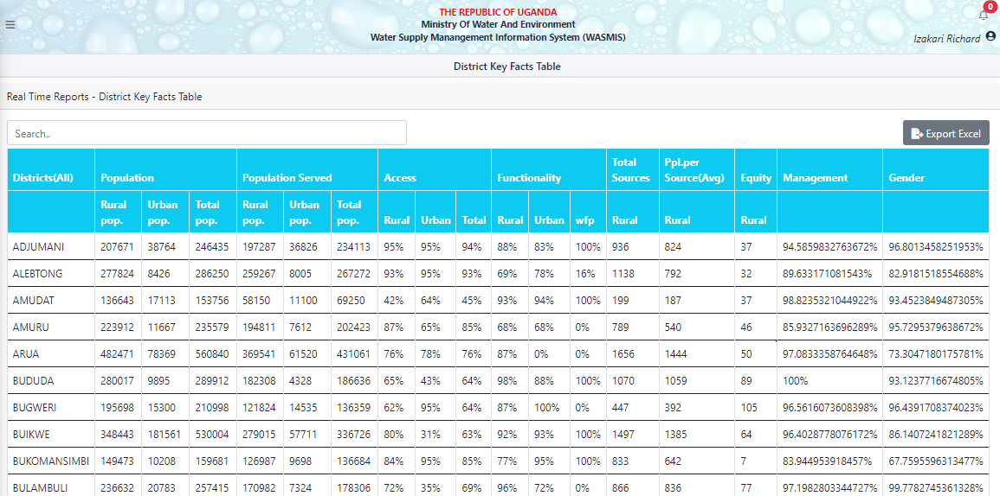 THE REPUBLIC OF UGANDA
0
Ministry Of Water And Environment
Water Supply Manangement Information System (WASMIS)
Izakari Richard
District Key Facts Table
Real Time Reports - District Key Facts Table
Search..
Export Excel
Districts(All) Population Population Served Access Functionality Total Sources Ppl.per Source(Avg) Equity Management Gender
Rural pop. Urban pop. Total pop. Rural pop. Urban pop. Total pop. Rural Urban Total Rural Urban wfp Rural Rural Rural
ADJUMANI 207671 38764 246435 197287 36826 234113 95% 95% 94% 88% 83% 100% 936 824 37 94.5859832763672% 96.8013458251953%
ALEBTONG 277824 8426 286250 259267 8005 267272 93% 95% 93% 69% 78% 16% 1138 792 32 89.633171081543% 82.9181518554688%
AMUDAT 136643 17113 153756 58150 11100 69250 42% 64% 45% 93% 94% 100% 199 187 37 98.8235321044922% 93.4523849487305%
AMURU 223912 11667 235579 194811 7612 202423 87% 65% 85% 68% 68% 0% 789 540 46 85.9327163696289% 95.7295379638672%
ARUA 482471 78369 560840 369541 61520 431061 76% 78% 76% 87% 0% 0% 1656 1444 50 97.0833358764648% 73.3047180175781%
BUDUDA 280017 9895 289912 182308 4328 186636 65% 43% 64% 98% 88% 100% 1070 1059 89 100% 93.1237716674805%
BUGWERI 195698 15300 210998 121824 14535 136359 62% 95% 64% 87% 100% 0% 447 392 105 96.5616073608398% 96.4391708374023%
BUIKWE 348443 181561 530004 279015 57711 336726 80% 31% 63% 92% 93% 100% 1497 1385 64 96.4028778076172% 86.1407241821289%
BUKOMANSIMBI 149473 10208 159681 126987 9698 136684 84% 95% 85% 77% 95% 100% 833 642 7 83.944953918457% 67.7595596313477%
BULAMBULI 236632 20783 257415 170982 7324 178306 72% 35% 69% 96% 72% 0% 866 836 77 97.1982803344727% 99.7782745361328%